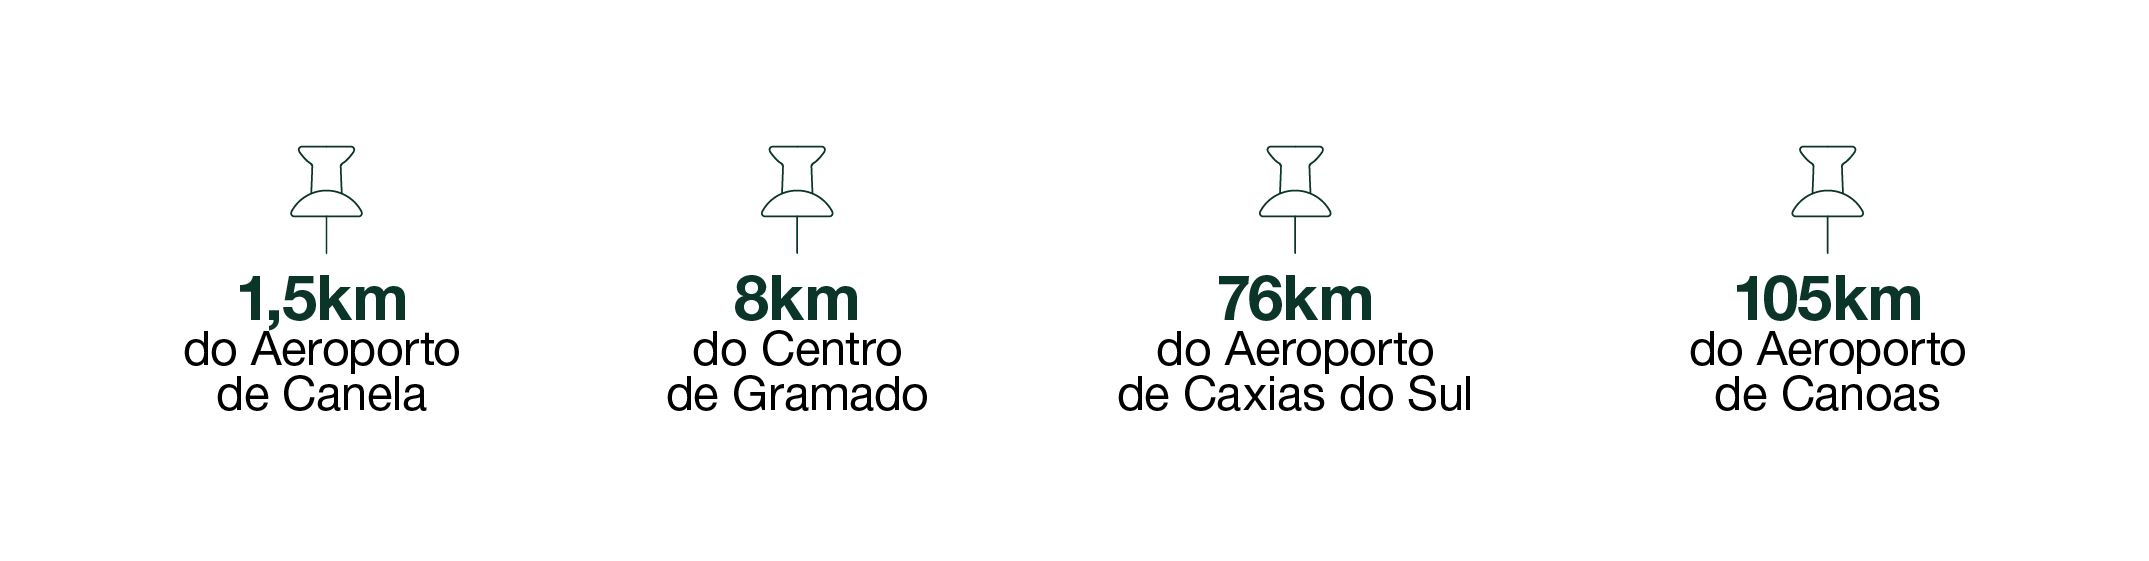 1,5km
do Aeroporto
de Canela
8km
do Centro
de Gramado
76km
do Aeroporto
de Caxias do Sul
105km
do Aeroporto
de Canoas